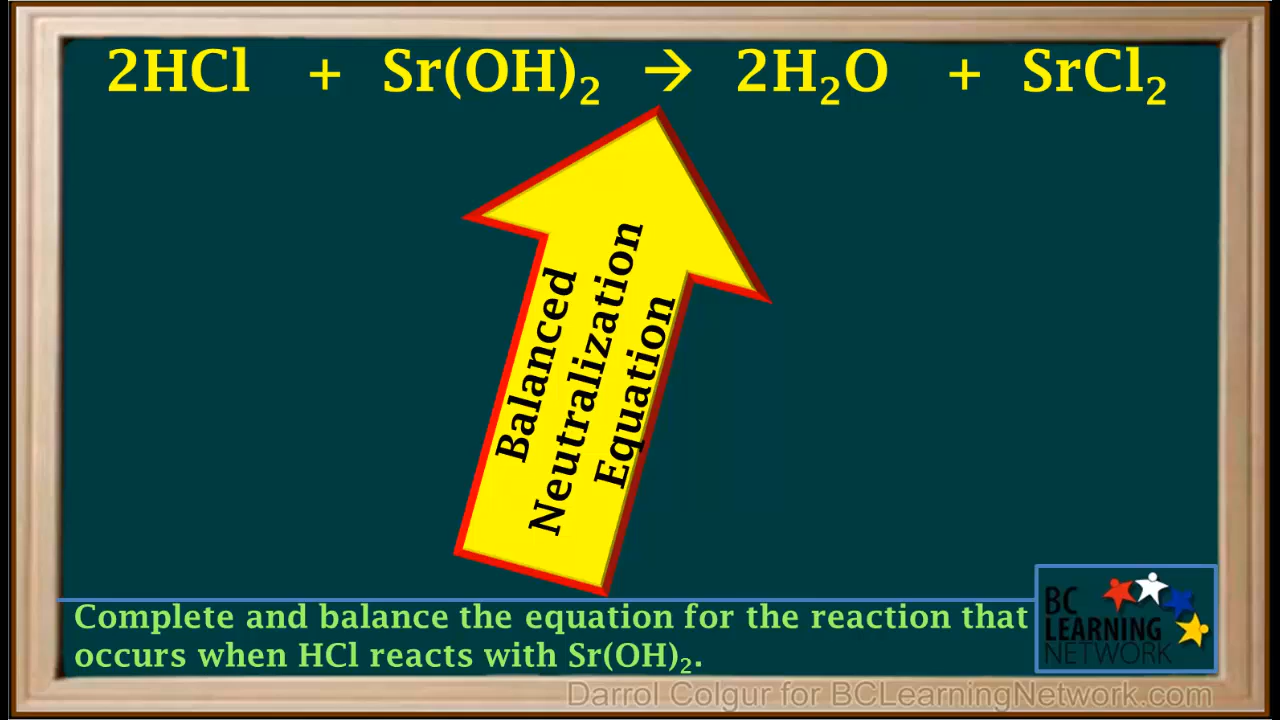 2HCl + Sr(OH)₂ → 2H₂O + SrCl₂
Balanced
Neutralization
Equation
Complete and balance the equation for the reaction that
occurs when HCl reacts with Sr(OH)₂.
BC
LEARNING
NETWORK
Darrol Colgur for BCLearningNetwork.com